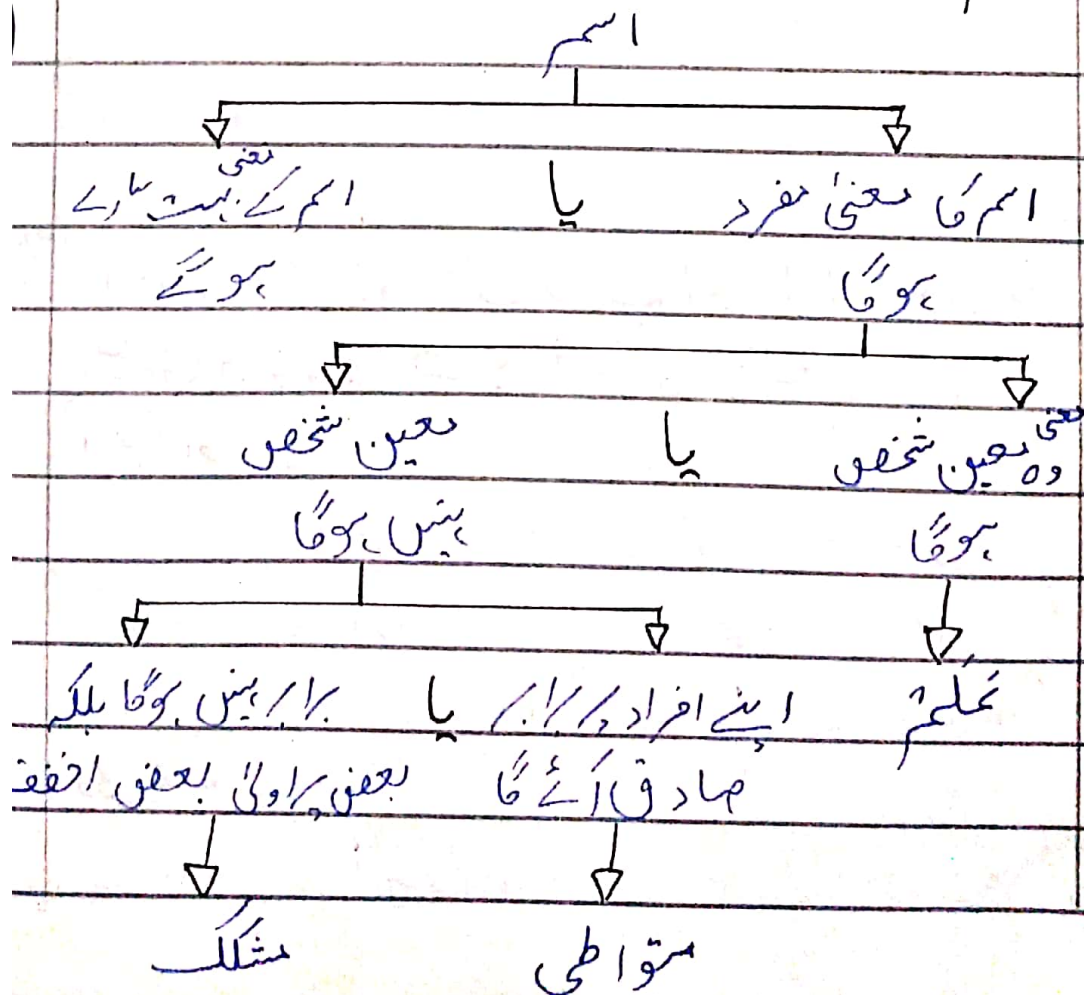 اسم
اسم کا معنیٰ مفرد یا اسم کے بہت سارے معنی
ہوگا ہوگے
وہ معنی معین شخص یا معین شخص
ہوگا نہیں ہوگا
عَلَم اپنے افراد پر برابر یا برابر نہیں ہوگا بلکہ
صادق آئے گا بعض پر اولیٰ بعض اخف
متواطی مشکک